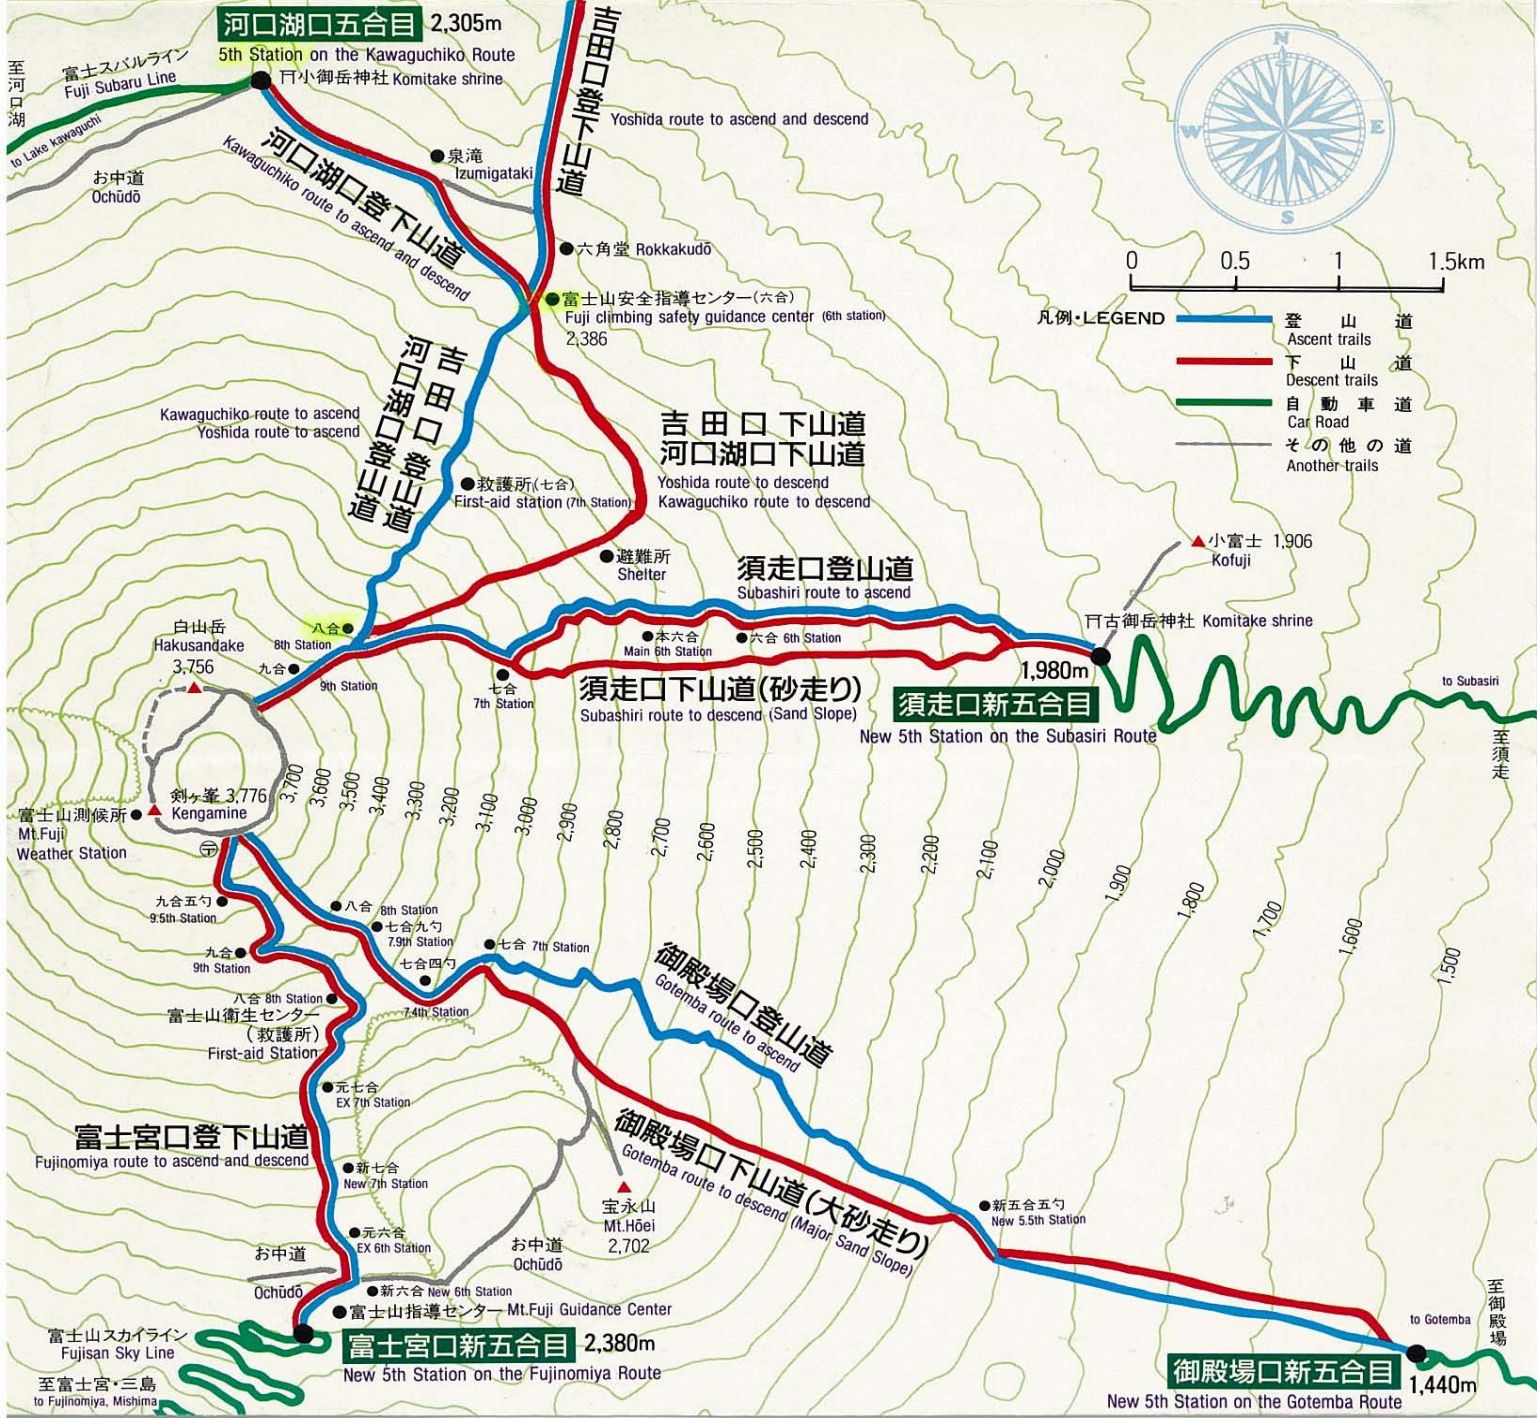 河口湖口五合目 2,305m
5th Station on the Kawaguchiko Route
开小御岳神社 Komitake shrine
至河口湖
富士スバルライン
Fuji Subaru Line
to Lake kawaguchi
お中道
Ochūdō
河口湖口登下山道
Kawaguchiko route to ascend and descend
泉滝
Izumigataki
吉田口登下山道
Yoshida route to ascend and descend
六角堂 Rokkakudō
富士山安全指導センター(六合)
Fuji climbing safety guidance center (6th station)
2,386
N
W
E
S
0 0.5 1 1.5km
凡例・LEGEND
登山道
Ascent trails
下山道
Descent trails
自動車道
Car Road
その他の道
Another trails
吉田口登山道
河口湖口登山道
Kawaguchiko route to ascend
Yoshida route to ascend
吉田口下山道
河口湖口下山道
Yoshida route to descend
Kawaguchiko route to descend
救護所(七合)
First-aid station (7th Station)
避難所
Shelter
須走口登山道
Subashiri route to ascend
小富士 1,906
Kofuji
开古御岳神社 Komitake shrine
八合
8th Station
白山岳
Hakusandake
3,756
九合
9th Station
七合
7th Station
本六合
Main 6th Station
六合 6th Station
1,980m
須走口下山道(砂走り)
Subashiri route to descend (Sand Slope)
須走口新五合目
New 5th Station on the Subasiri Route
to Subasiri
至須走
剣ヶ峯 3,776
Kengamine
富士山測候所
Mt.Fuji
Weather Station
〒
3,700
3,600
3,500
3,400
3,300
3,200
3,100
3,000
2,900
2,800
2,700
2,600
2,500
2,400
2,300
2,200
2,100
2,000
1,900
1,800
1,700
1,600
1,500
九合五勺
9.5th Station
八合 8th Station
七合九勺
7.9th Station
九合
9th Station
七合四勺
7.4th Station
七合 7th Station
八合 8th Station
富士山衛生センター
(救護所)
First-aid Station
御殿場口登山道
Gotemba route to ascend
元七合
EX 7th Station
富士宮口登下山道
Fujinomiya route to ascend and descend
新七合
New 7th Station
御殿場口下山道(大砂走り)
Gotemba route to descend (Major Sand Slope)
宝永山
Mt.Hōei
2,702
新五合五勺
New 5.5th Station
元六合
EX 6th Station
お中道
Ochūdō
お中道
Ochūdō
新六合 New 6th Station
富士山指導センター Mt.Fuji Guidance Center
富士山スカイライン
Fujisan Sky Line
富士宮口新五合目 2,380m
New 5th Station on the Fujinomiya Route
至富士宮・三島
to Fujinomiya, Mishima
至御殿場
to Gotemba
御殿場口新五合目 1,440m
New 5th Station on the Gotemba Route